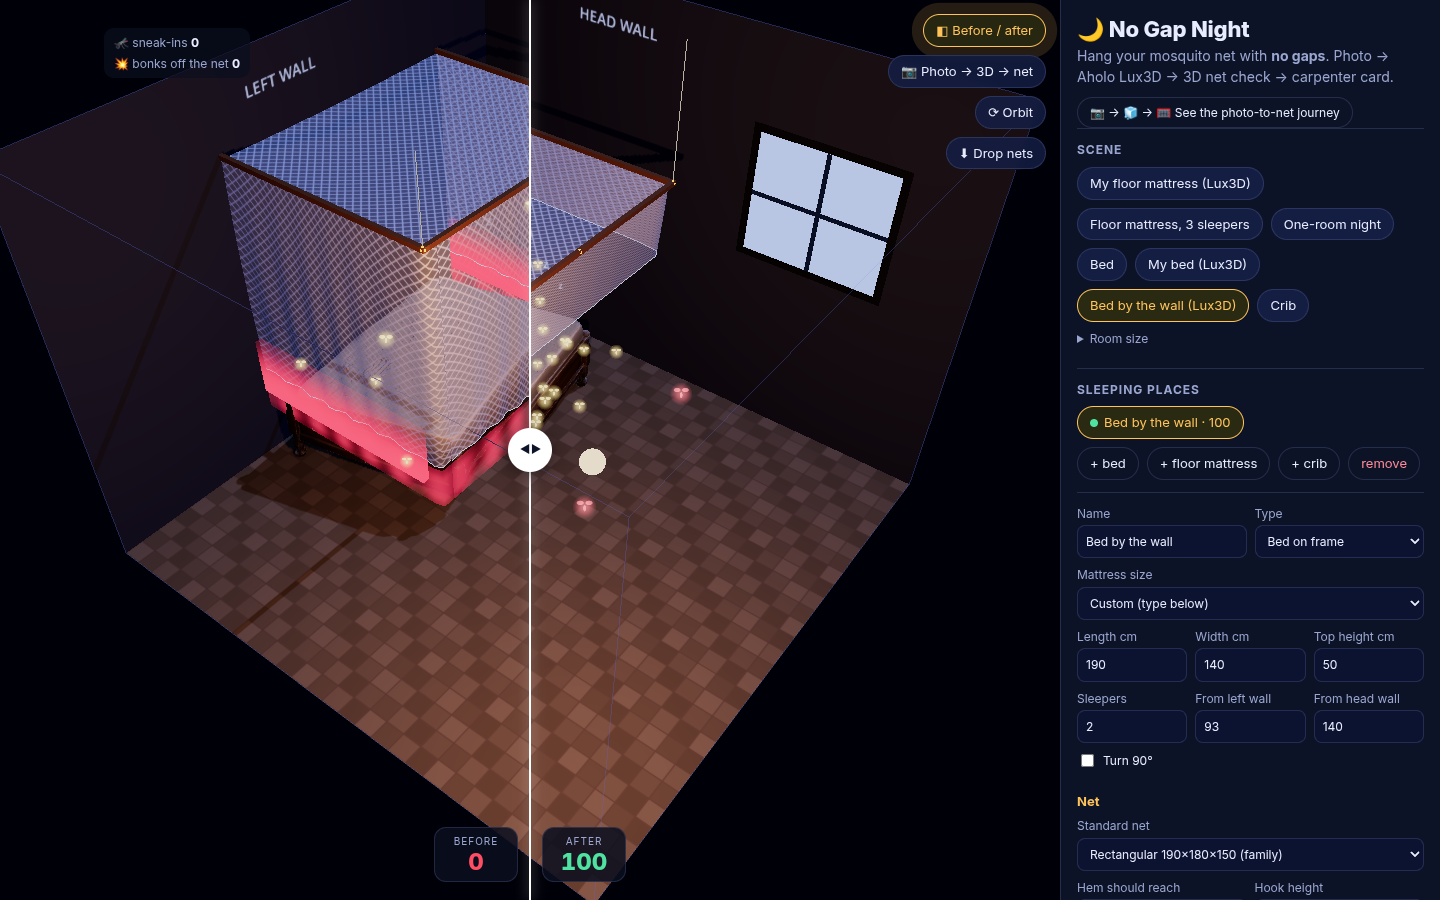 🦟 sneak-ins 0
💥 bonks off the net 0
LEFT WALL
HEAD WALL
◧ Before / after
📷 Photo → 3D → net
⟳ Orbit
⬇ Drop nets
z
BEFORE
0
AFTER
100
🌙 No Gap Night
Hang your mosquito net with no gaps. Photo →
Aholo Lux3D → 3D net check → carpenter card.
📷 → 🧊 → 🥅 See the photo-to-net journey
SCENE
My floor mattress (Lux3D)
Floor mattress, 3 sleepers
One-room night
Bed
My bed (Lux3D)
Bed by the wall (Lux3D)
Crib
▶ Room size
SLEEPING PLACES
Bed by the wall · 100
+ bed
+ floor mattress
+ crib
remove
Name
Type
Bed by the wall
Bed on frame
Mattress size
Custom (type below)
Length cm
Width cm
Top height cm
190
140
50
Sleepers
From left wall
From head wall
2
93
140
Turn 90°
Net
Standard net
Rectangular 190×180×150 (family)
Hem should reach
Hook height